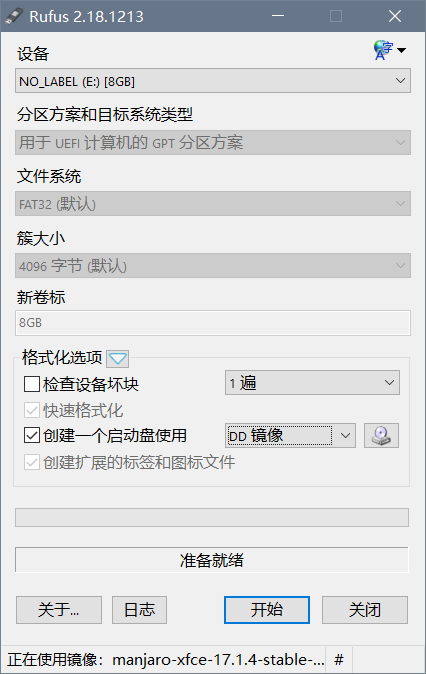 Rufus 2.18.1213
设备
NO_LABEL (E:) [8GB]
分区方案和目标系统类型
用于 UEFI 计算机的 GPT 分区方案
文件系统
FAT32 (默认)
簇大小
4096 字节 (默认)
新卷标
8GB
格式化选项
检查设备坏块 1 遍
快速格式化
创建一个启动盘使用 DD 镜像
创建扩展的标签和图标文件
准备就绪
关于... 日志 开始 关闭
正在使用镜像: manjaro-xfce-17.1.4-stable-... #